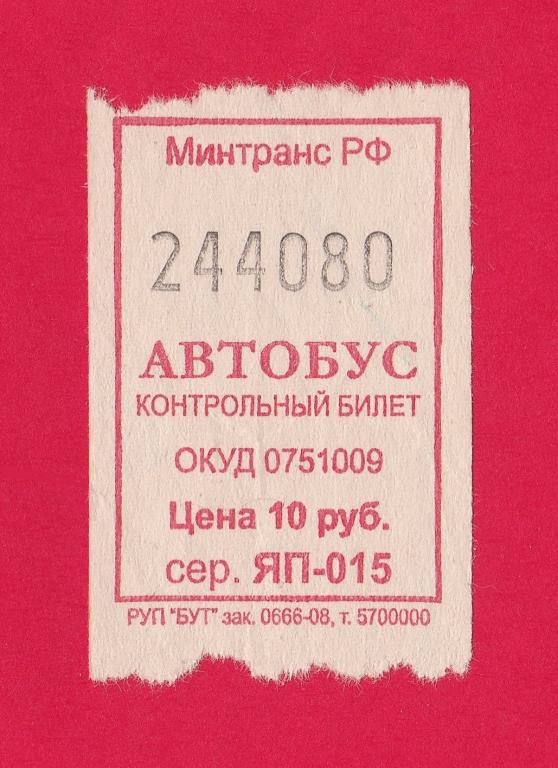 Минтранс РФ
244080
АВТОБУС
КОНТРОЛЬНЫЙ БИЛЕТ
ОКУД 0751009
Цена 10 руб.
сер. ЯП-015
РУП "БУТ" зак. 0666-08, т. 5700000